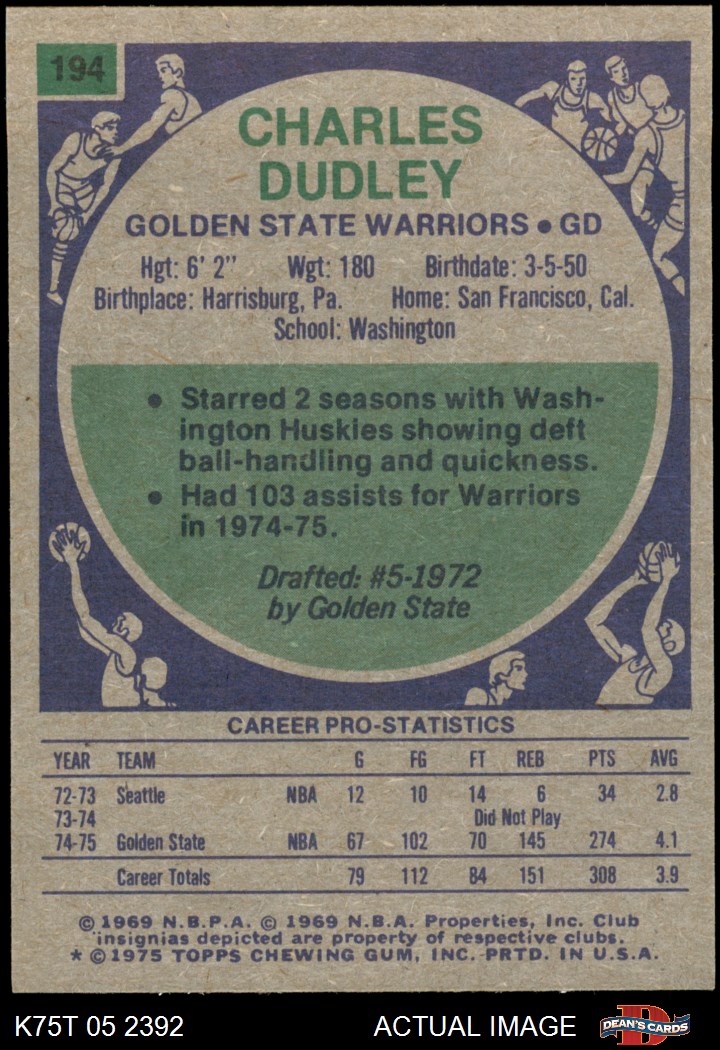 194
CHARLES
DUDLEY
GOLDEN STATE WARRIORS • GD
Hgt: 6' 2" Wgt: 180 Birthdate: 3-5-50
Birthplace: Harrisburg, Pa. Home: San Francisco, Cal.
School: Washington
• Starred 2 seasons with Wash-
ington Huskies showing deft
ball-handling and quickness.
• Had 103 assists for Warriors
in 1974-75.
Drafted: #5-1972
by Golden State
CAREER PRO-STATISTICS
YEAR TEAM G FG FT REB PTS AVG
72-73 Seattle NBA 12 10 14 6 34 2.8
73-74 Did Not Play
74-75 Golden State NBA 67 102 70 145 274 4.1
Career Totals 79 112 84 151 308 3.9
© 1969 N.B.P.A. © 1969 N.B.A. Properties, Inc. Club
insignias depicted are property of respective clubs.
* © 1975 TOPPS CHEWING GUM, INC. PRTD. IN U.S.A.
K75T 05 2392 ACTUAL IMAGE D DEAN'S CARDS